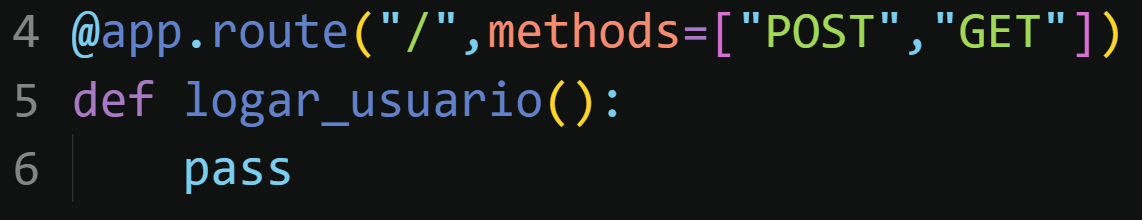 4 @app.route("/",methods=["POST","GET"])
5 def logar_usuario():
6     pass